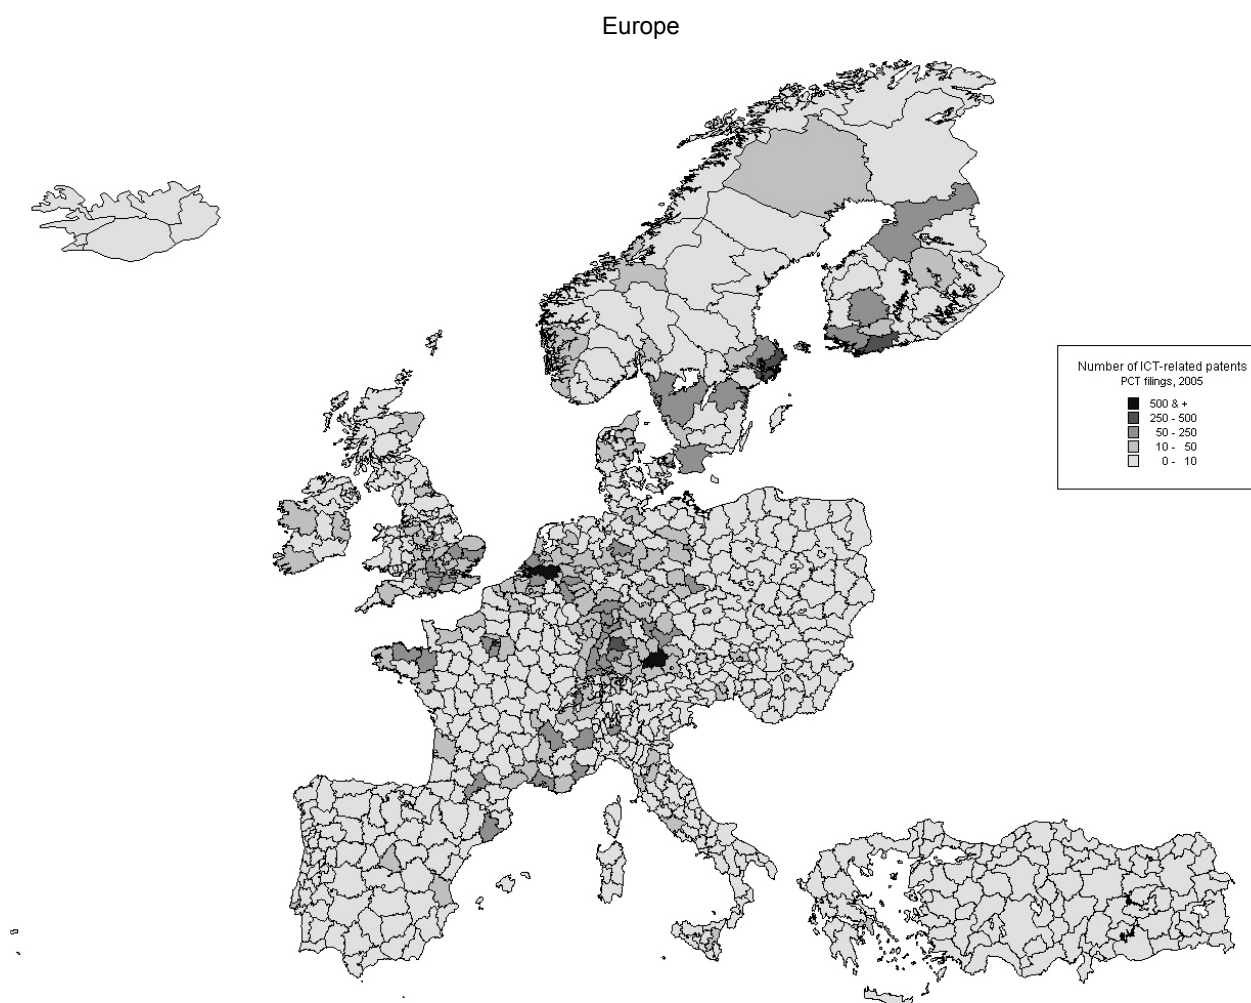 Europe
Number of ICT-related patents
PCT filings, 2005
500 & +
250 - 500
50 - 250
10 - 50
0 - 10